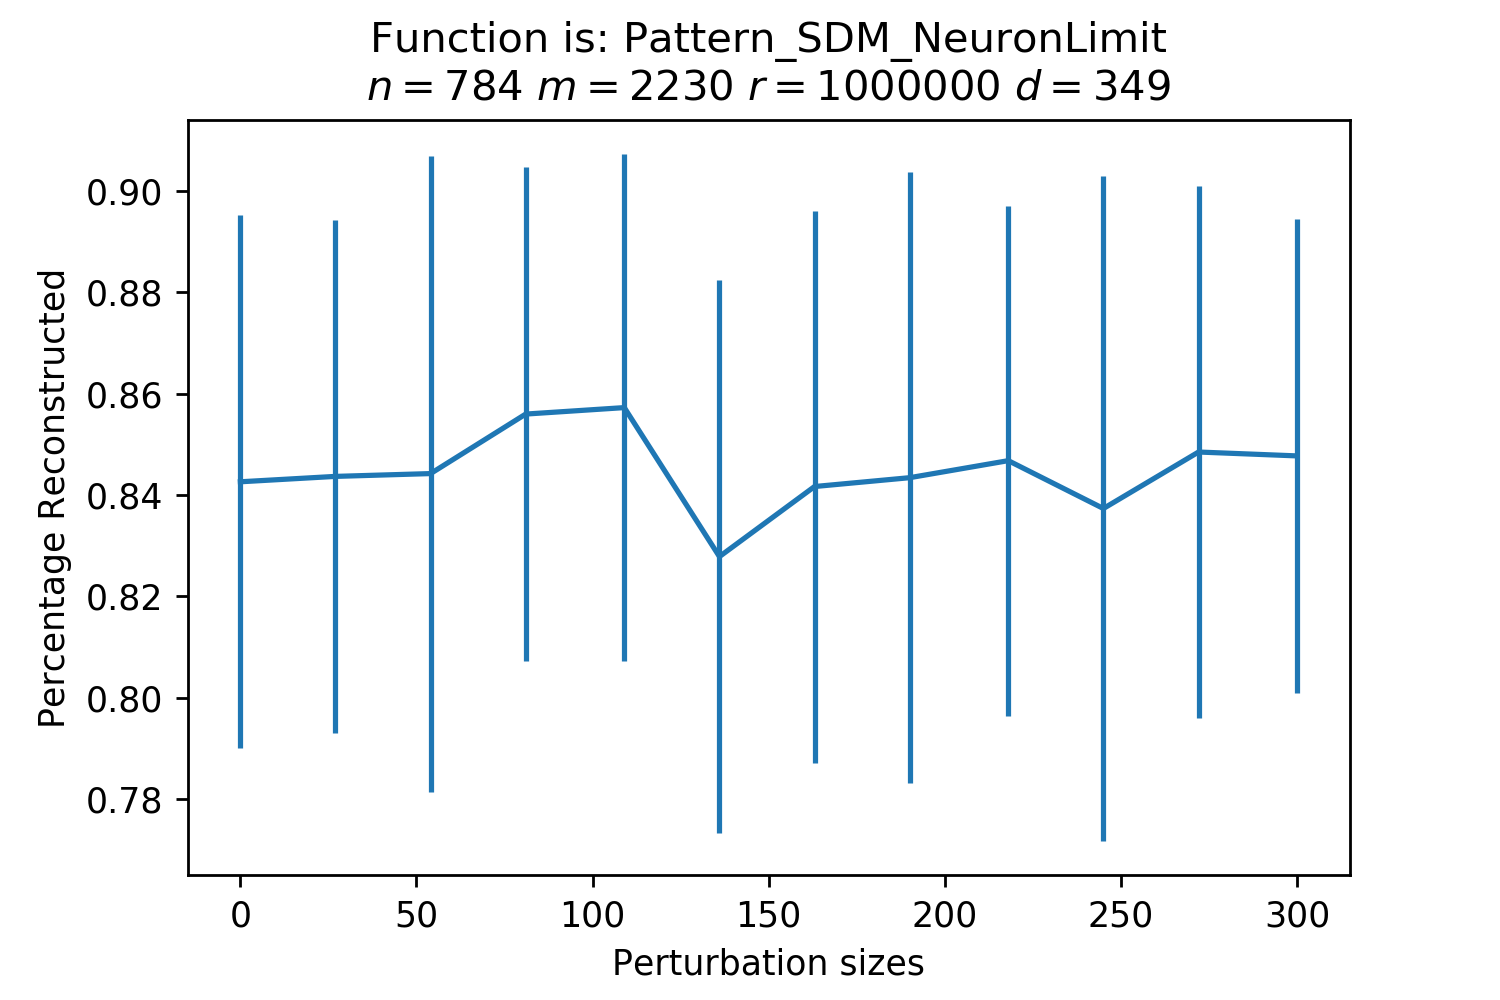 Function is: Pattern_SDM_NeuronLimit
n = 784 m = 2230 r = 1000000 d = 349
Percentage Reconstructed
0.90
0.88
0.86
0.84
0.82
0.80
0.78
0 50 100 150 200 250 300
Perturbation sizes